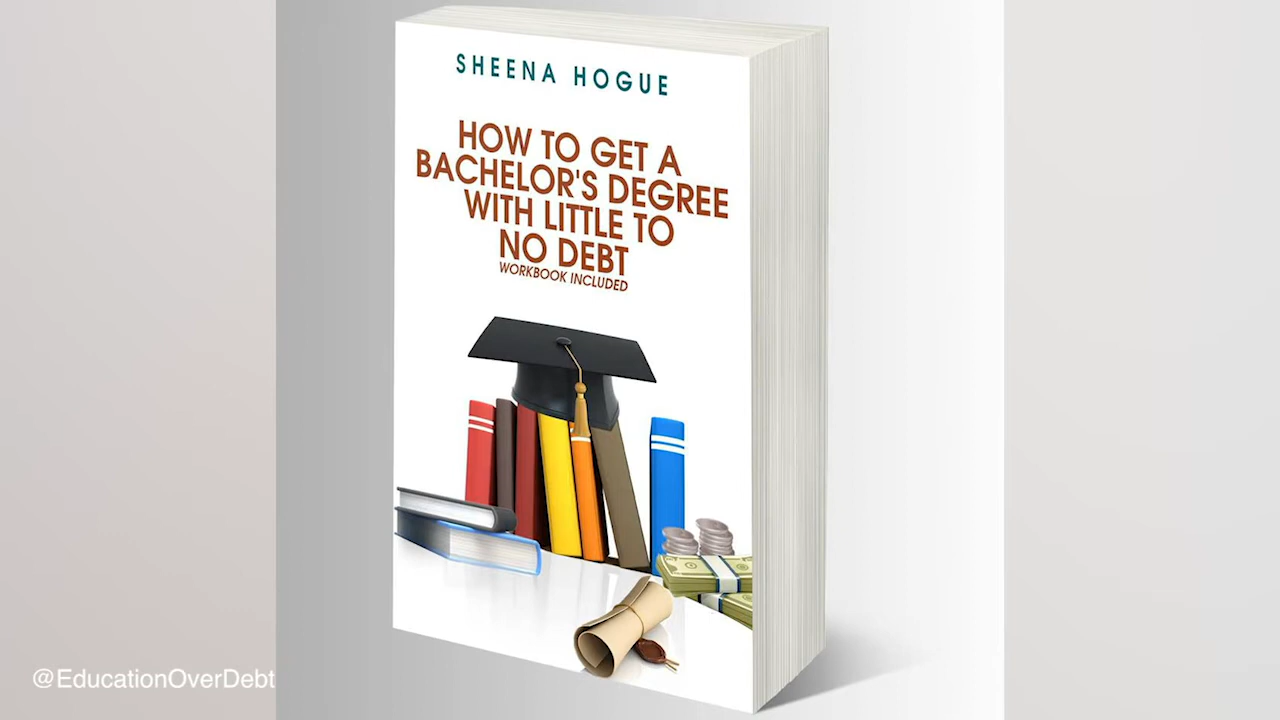 SHEENA HOGUE
HOW TO GET A
BACHELOR'S DEGREE
WITH LITTLE TO
NO DEBT
WORKBOOK INCLUDED
@EducationOverDebt